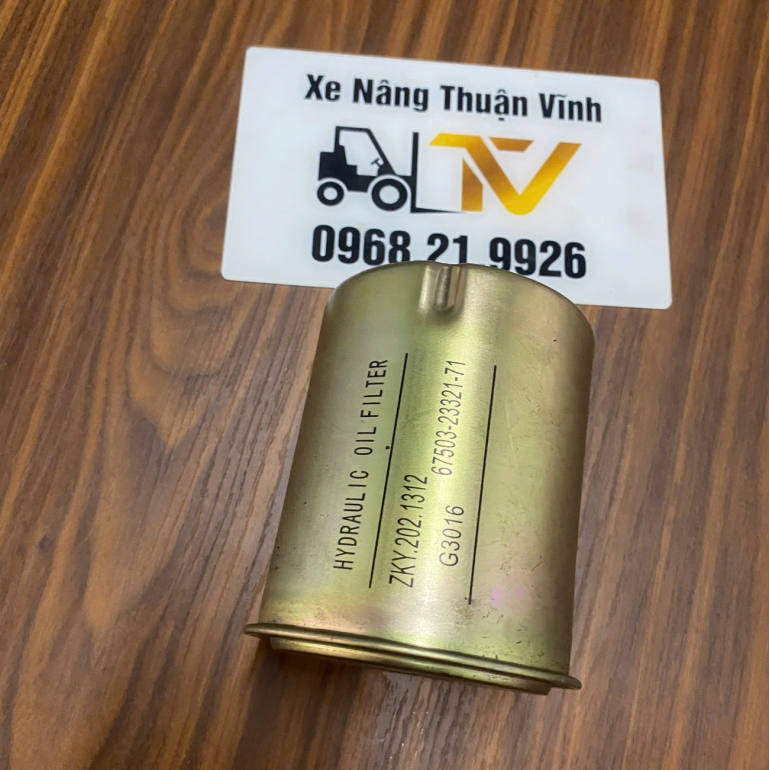 Xe Nâng Thuận Vĩnh
TV
0968 21 9926
HYDRAULIC OIL FILTER
ZKY.202.1312
G3016 67503-23321-71